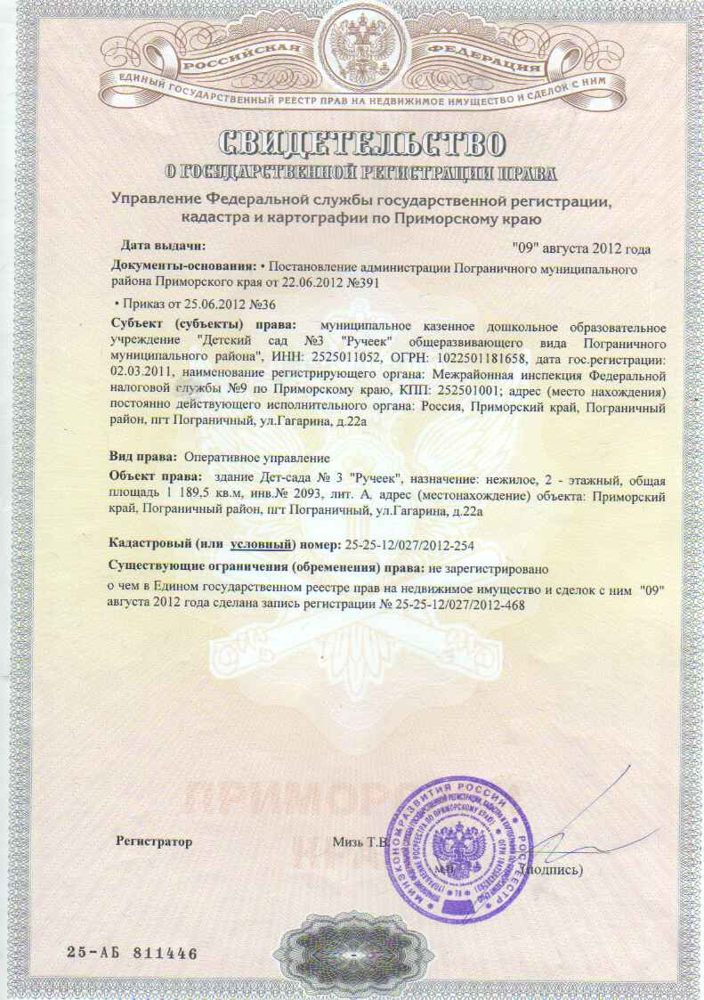 РОССИЙСКАЯ ФЕДЕРАЦИЯ
ЕДИНЫЙ ГОСУДАРСТВЕННЫЙ РЕЕСТР ПРАВ НА НЕДВИЖИМОЕ ИМУЩЕСТВО И СДЕЛОК С НИМ
СВИДЕТЕЛЬСТВО
О ГОСУДАРСТВЕННОЙ РЕГИСТРАЦИИ ПРАВА
Управление Федеральной службы государственной регистрации,
кадастра и картографии по Приморскому краю
Дата выдачи: "09" августа 2012 года
Документы-основания: • Постановление администрации Пограничного муниципального
района Приморского края от 22.06.2012 №391
• Приказ от 25.06.2012 №36
Субъект (субъекты) права: муниципальное казенное дошкольное образовательное
учреждение "Детский сад №3 "Ручеек" общеразвивающего вида Пограничного
муниципального района", ИНН: 2525011052, ОГРН: 1022501181658, дата гос.регистрации:
02.03.2011, наименование регистрирующего органа: Межрайонная инспекция Федеральной
налоговой службы №9 по Приморскому краю, КПП: 252501001; адрес (место нахождения)
постоянно действующего исполнительного органа: Россия, Приморский край, Пограничный
район, пгт Пограничный, ул.Гагарина, д.22а
Вид права: Оперативное управление
Объект права: здание Дет-сада № 3 "Ручеек", назначение: нежилое, 2 - этажный, общая
площадь 1 189,5 кв.м, инв.№ 2093, лит. А, адрес (местонахождение) объекта: Приморский
край, Пограничный район, пгт Пограничный, ул.Гагарина, д.22а
Кадастровый (или условный) номер: 25-25-12/027/2012-254
Существующие ограничения (обременения) права: не зарегистрировано
о чем в Едином государственном реестре прав на недвижимое имущество и сделок с ним "09"
августа 2012 года сделана запись регистрации № 25-25-12/027/2012-468
ПРИМОРСКИЙ
КРАЙ
МИНЭКОНОМРАЗВИТИЯ РОССИИ * РОСРЕЕСТР *
Регистратор Мизь Т.В.
м.п. (подпись)
25-АБ 811446